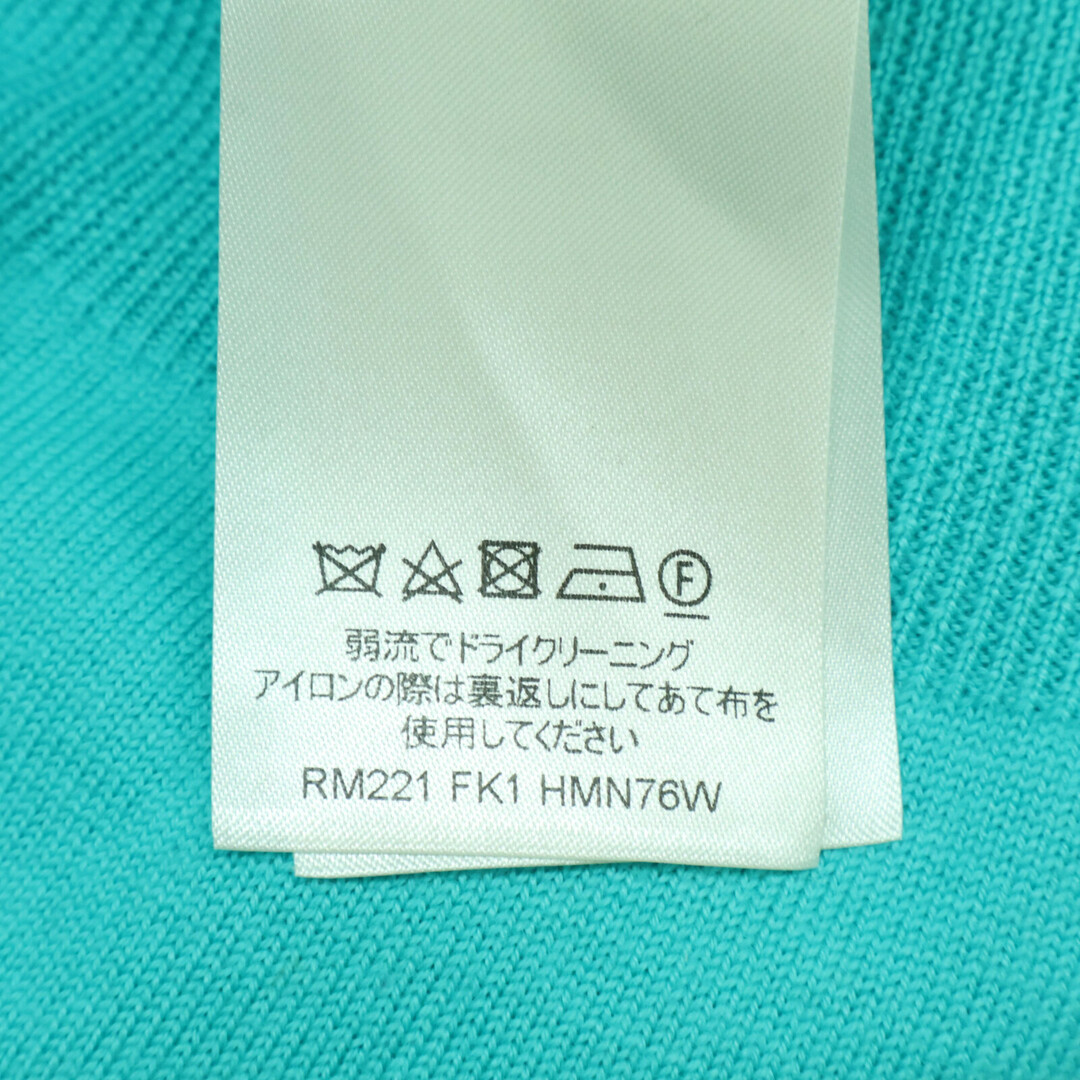 F
弱流でドライクリーニング
アイロンの際は裏返しにしてあて布を
使用してください
RM221 FK1 HMN76W